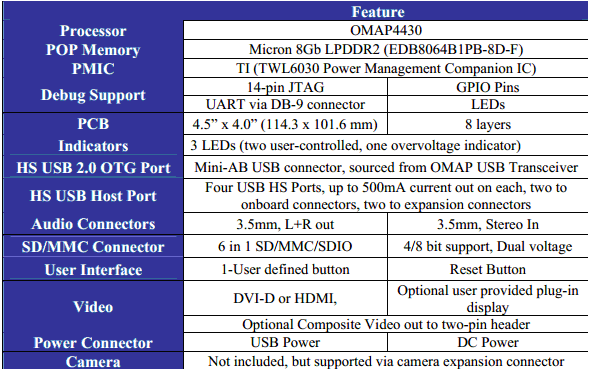 Feature
Processor OMAP4430
POP Memory Micron 8Gb LPDDR2 (EDB8064B1PB-8D-F)
PMIC TI (TWL6030 Power Management Companion IC)
Debug Support 14-pin JTAG GPIO Pins
UART via DB-9 connector LEDs
PCB 4.5” x 4.0” (114.3 x 101.6 mm) 8 layers
Indicators 3 LEDs (two user-controlled, one overvoltage indicator)
HS USB 2.0 OTG Port Mini-AB USB connector, sourced from OMAP USB Transceiver
HS USB Host Port Four USB HS Ports, up to 500mA current out on each, two to
onboard connectors, two to expansion connectors
Audio Connectors 3.5mm, L+R out 3.5mm, Stereo In
SD/MMC Connector 6 in 1 SD/MMC/SDIO 4/8 bit support, Dual voltage
User Interface 1-User defined button Reset Button
Video DVI-D or HDMI, Optional user provided plug-in
display
Optional Composite Video out to two-pin header
Power Connector USB Power DC Power
Camera Not included, but supported via camera expansion connector